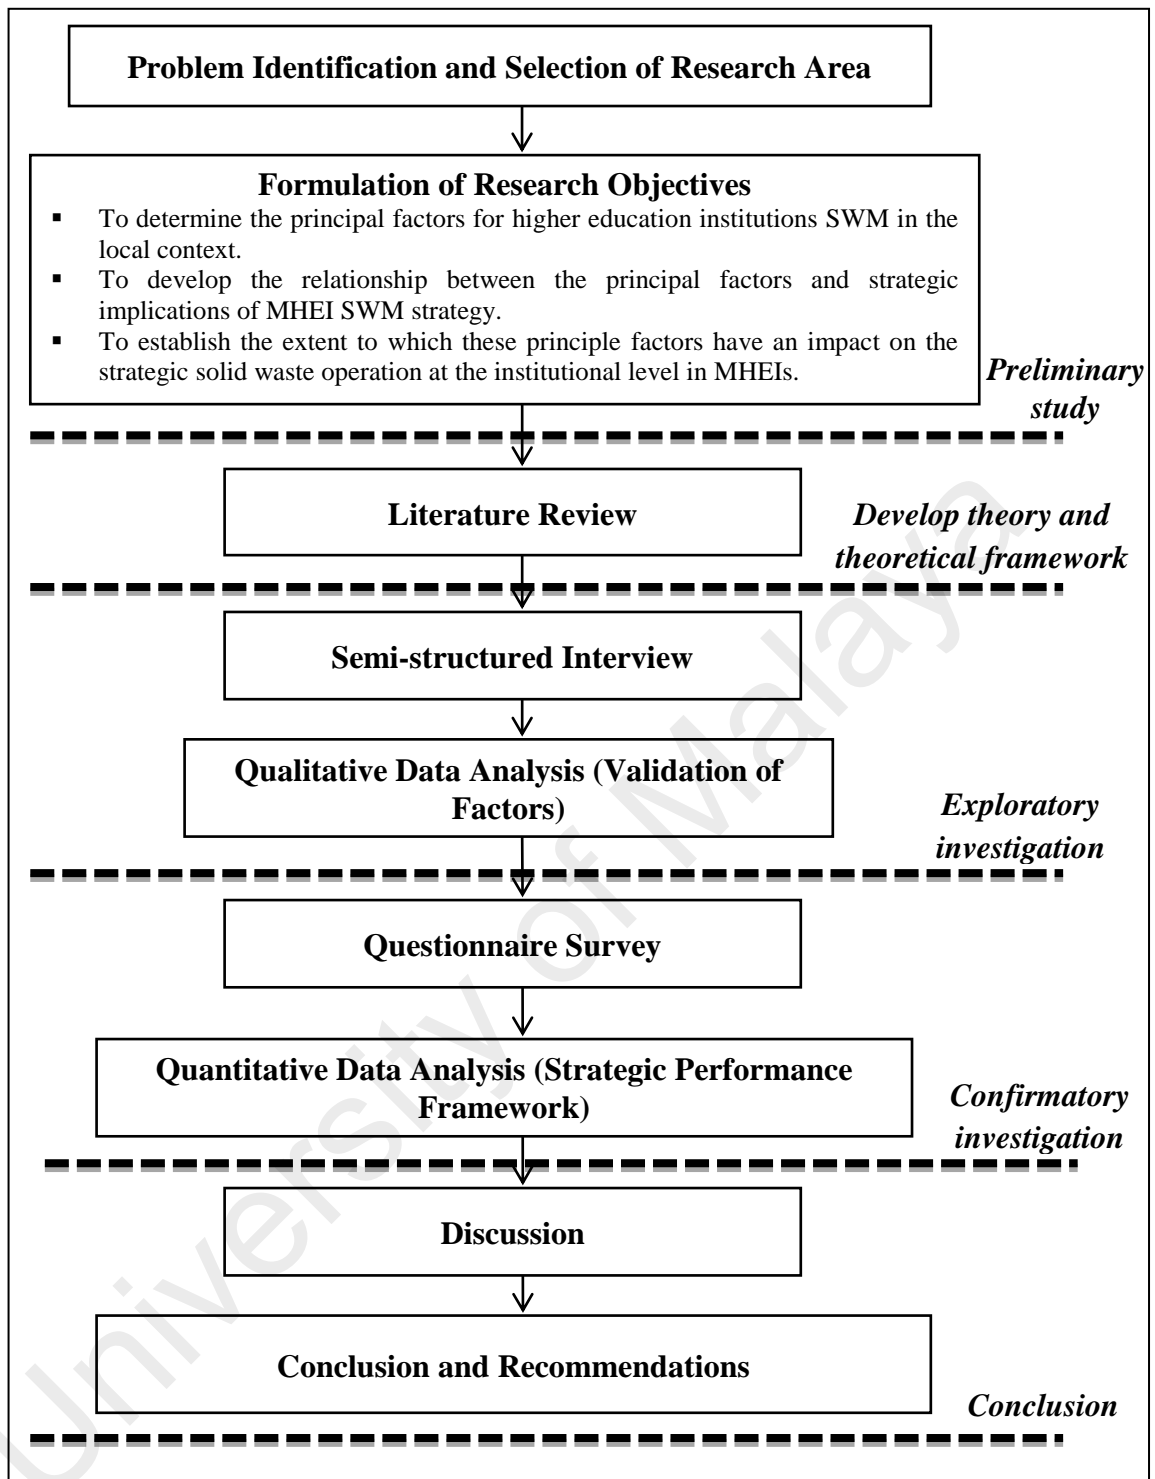 Problem Identification and Selection of Research Area
Formulation of Research Objectives
▪ To determine the principal factors for higher education institutions SWM in the
local context.
▪ To develop the relationship between the principal factors and strategic
implications of MHEI SWM strategy.
▪ To establish the extent to which these principle factors have an impact on the
strategic solid waste operation at the institutional level in MHEIs.
Preliminary
study
Literature Review
Develop theory and
theoretical framework
Semi-structured Interview
Qualitative Data Analysis (Validation of
Factors)
Exploratory
investigation
Questionnaire Survey
Quantitative Data Analysis (Strategic Performance
Framework)
Confirmatory
investigation
Discussion
Conclusion and Recommendations
Conclusion
University of Malaya